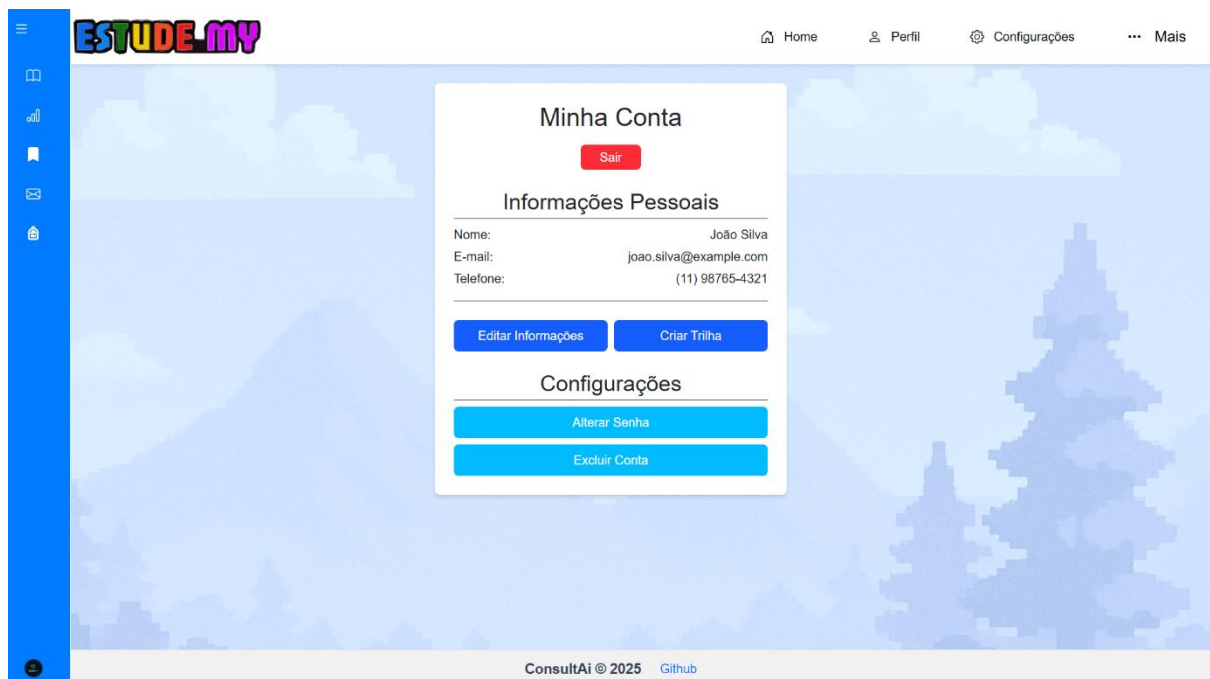 ESTUDE-MY
Home Perfil Configurações ··· Mais
Minha Conta
Sair
Informações Pessoais
Nome: João Silva
E-mail: joao.silva@example.com
Telefone: (11) 98765-4321
Editar Informações Criar Trilha
Configurações
Alterar Senha
Excluir Conta
ConsultAi © 2025 Github